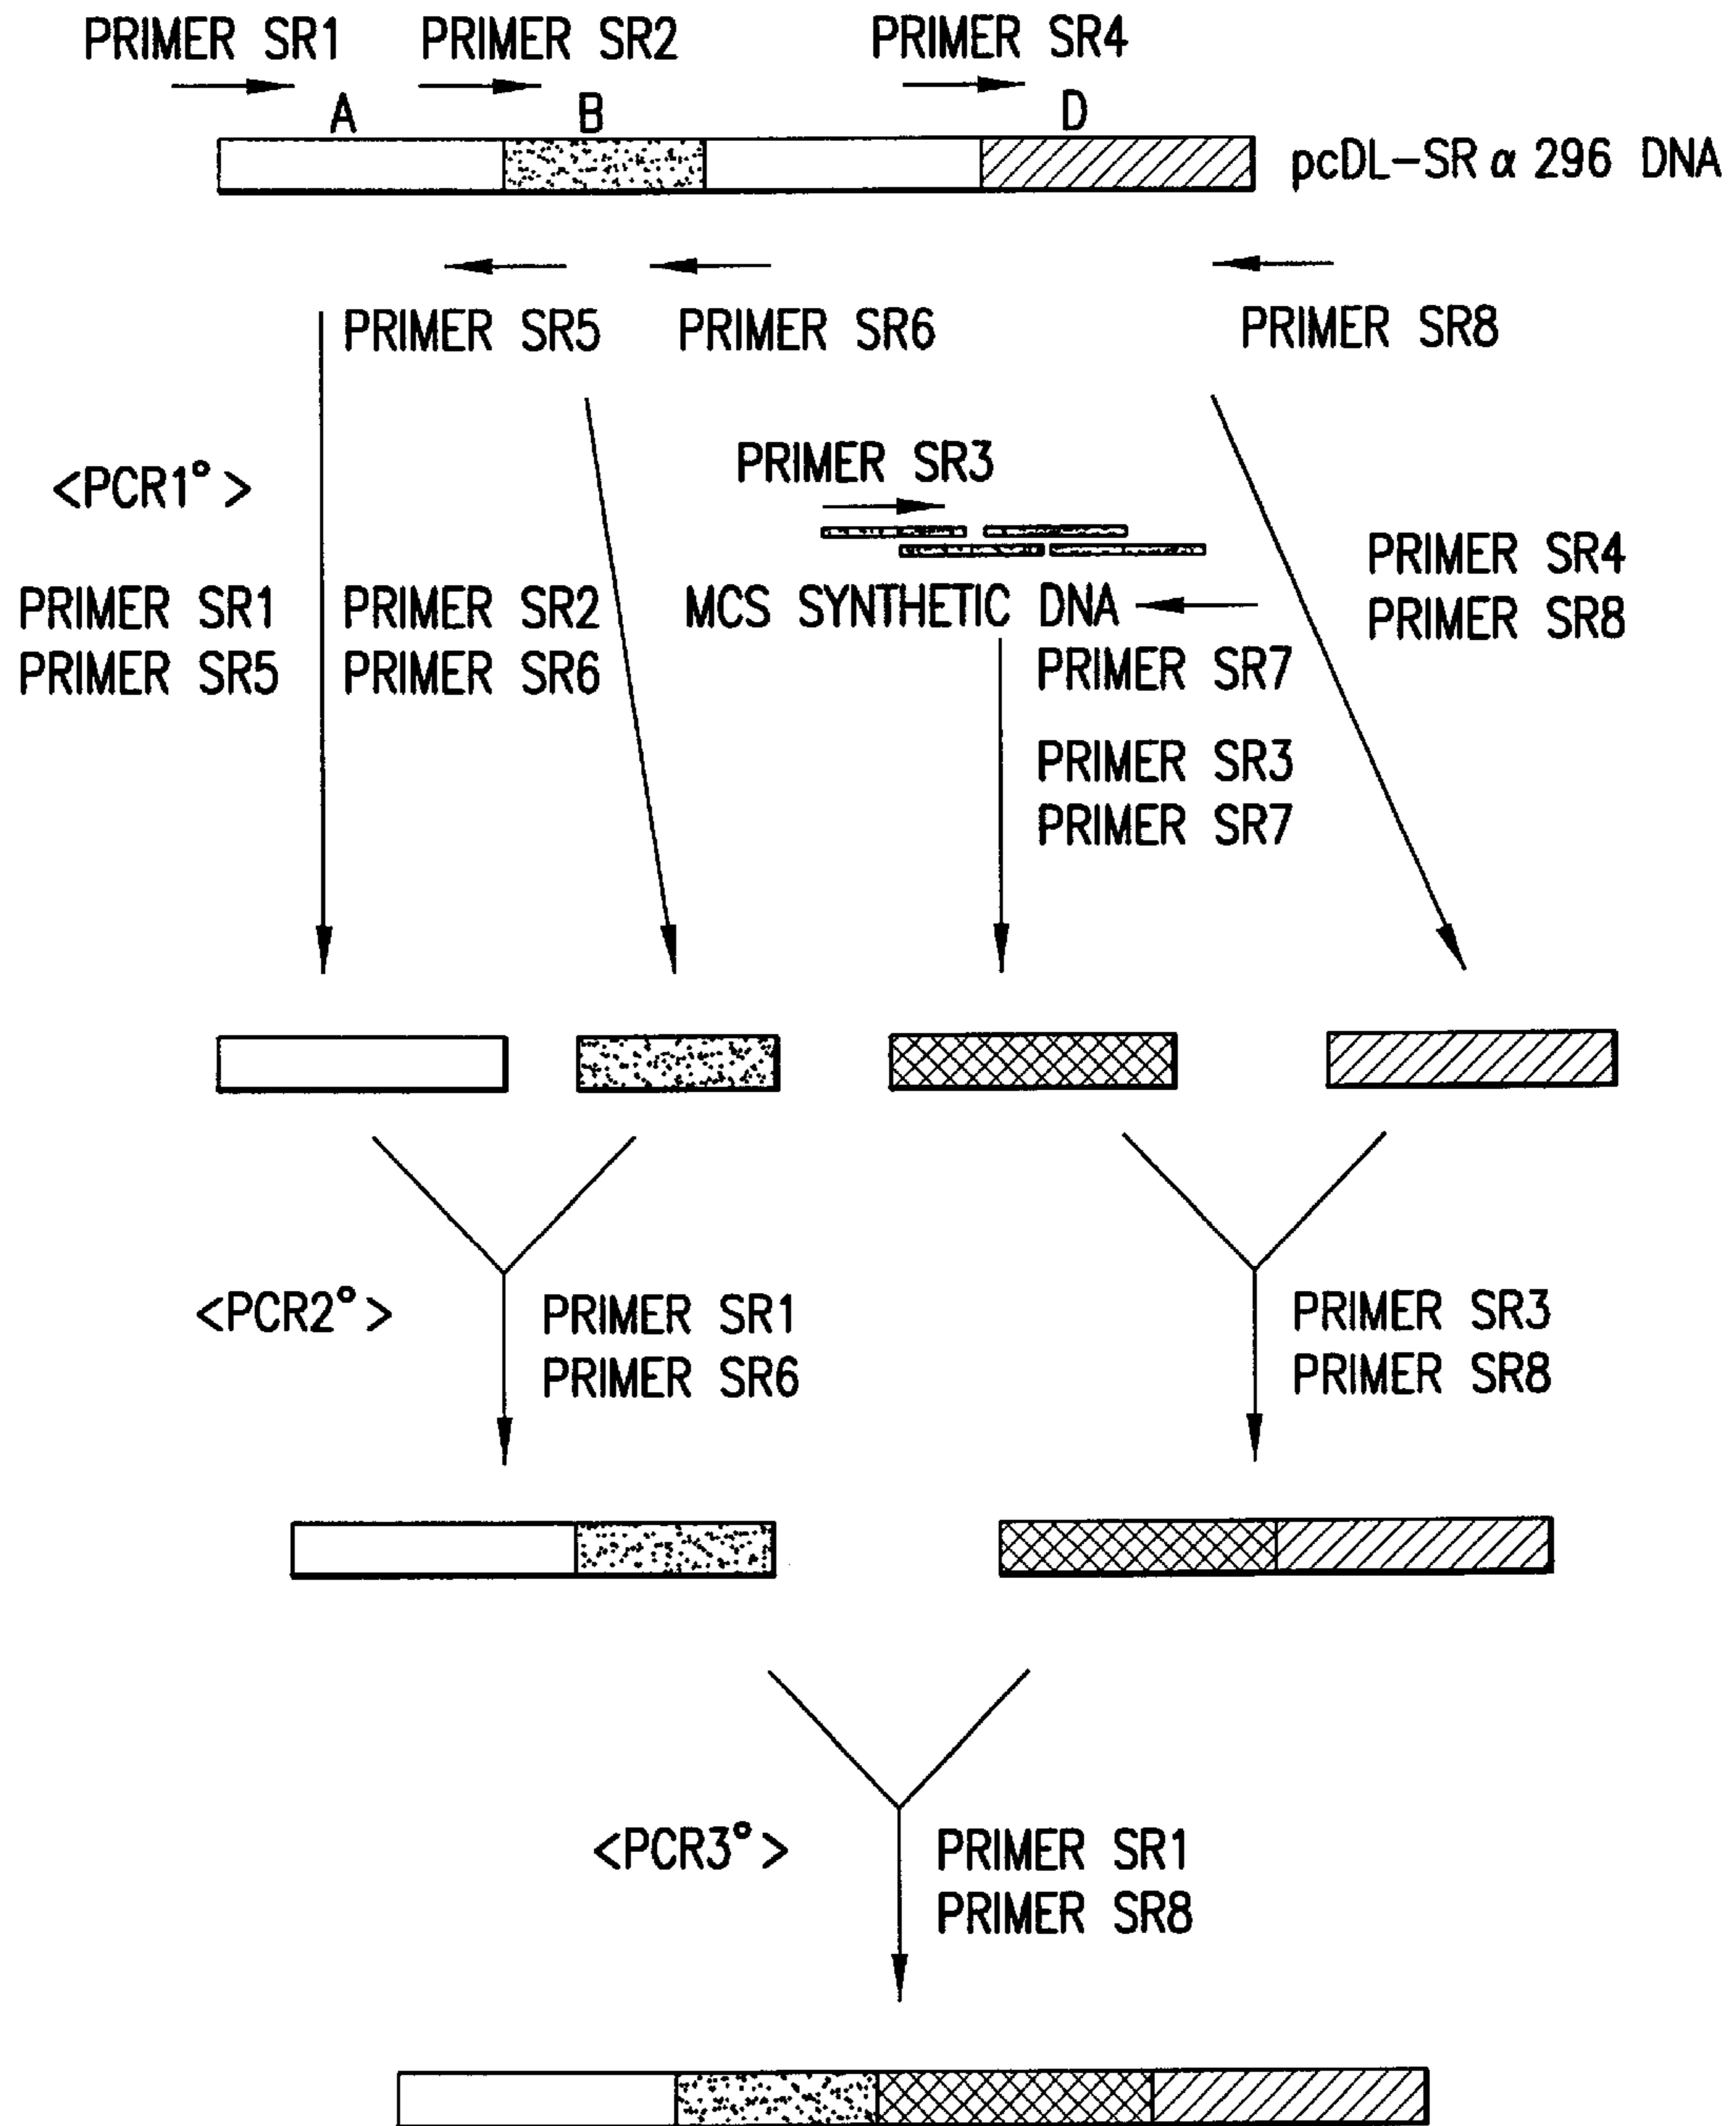 PRIMER SR1 PRIMER SR2 PRIMER SR4
A B D
pcDL-SR α 296 DNA
PRIMER SR5 PRIMER SR6 PRIMER SR8
<PCR1°>
PRIMER SR3
PRIMER SR1
PRIMER SR5
PRIMER SR2
PRIMER SR6
MCS SYNTHETIC DNA
PRIMER SR7
PRIMER SR3
PRIMER SR7
PRIMER SR4
PRIMER SR8
<PCR2°>
PRIMER SR1
PRIMER SR6
PRIMER SR3
PRIMER SR8
<PCR3°>
PRIMER SR1
PRIMER SR8